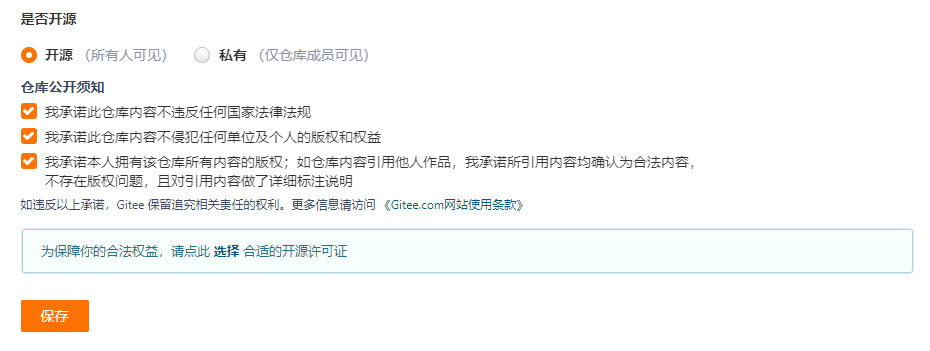 是否开源
开源 （所有人可见） 私有 （仅仓库成员可见）
仓库公开须知
我承诺此仓库内容不违反任何国家法律法规
我承诺此仓库内容不侵犯任何单位及个人的版权和权益
我承诺本人拥有该仓库所有内容的版权；如仓库内容引用他人作品，我承诺所引用内容均确认为合法内容，
不存在版权问题，且对引用内容做了详细标注说明
如违反以上承诺，Gitee 保留追究相关责任的权利。更多信息请访问 《Gitee.com网站使用条款》
为保障你的合法权益，请点此 选择 合适的开源许可证
保存